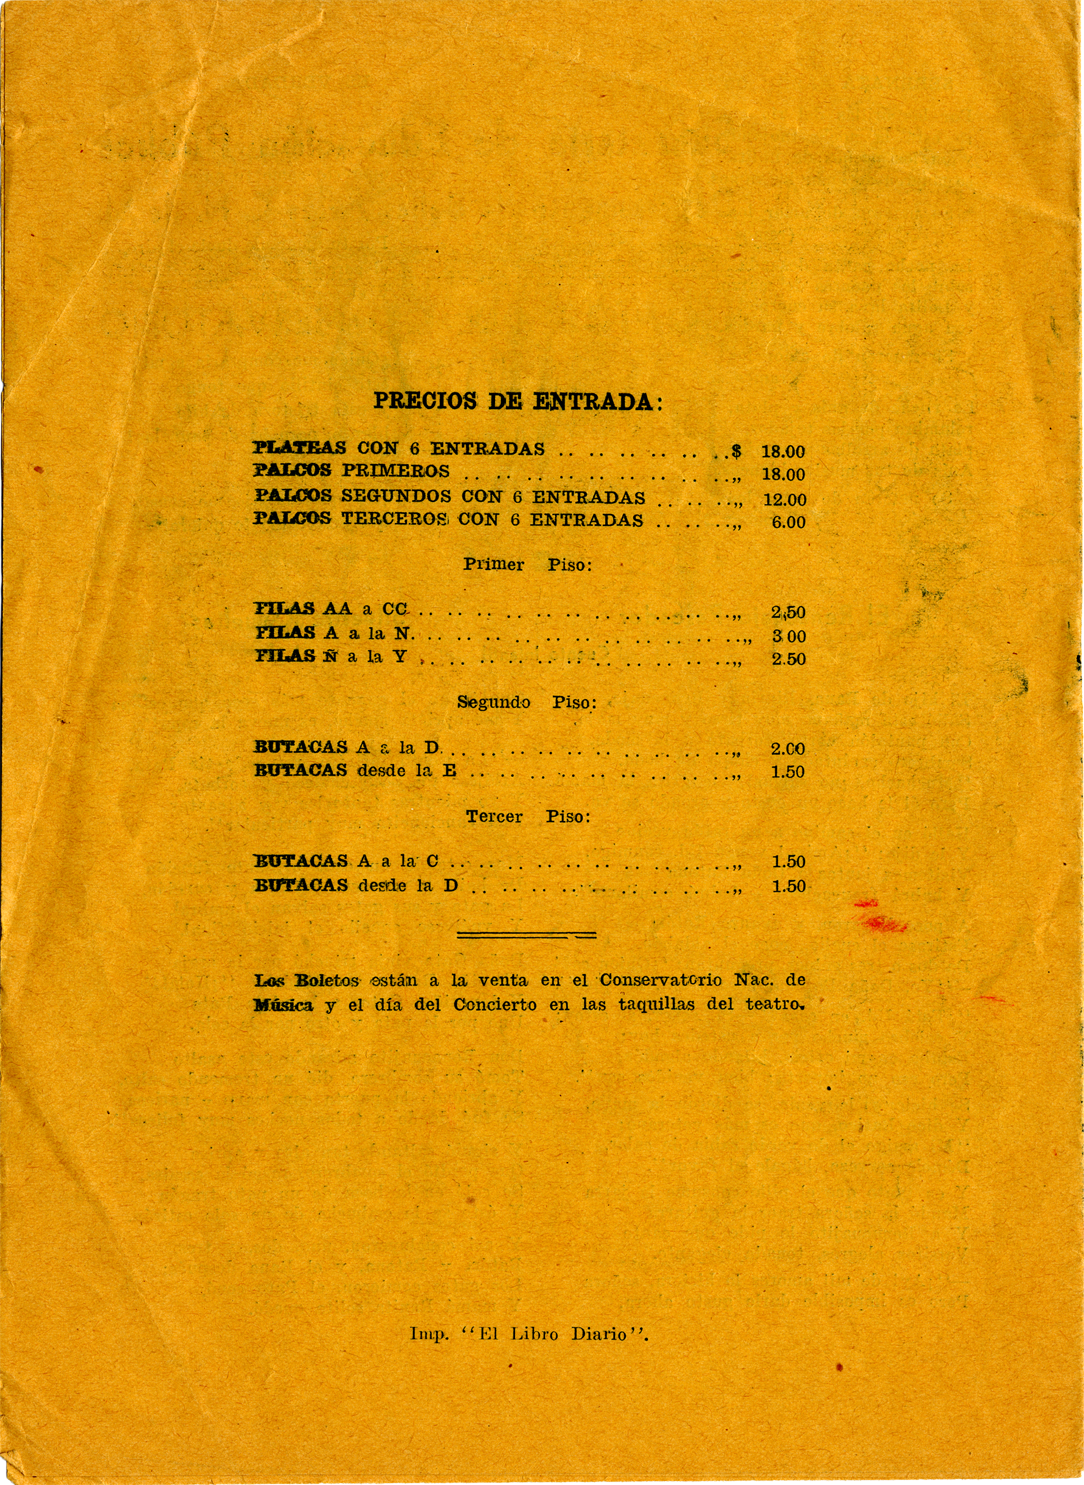 PRECIOS DE ENTRADA:
PLATEAS CON 6 ENTRADAS .. .. .. .. .. ..$ 18.00
PALCOS PRIMEROS .. .. .. .. .. .. .. .. ..„ 18.00
PALCOS SEGUNDOS CON 6 ENTRADAS .. .. ..„ 12.00
PALCOS TERCEROS CON 6 ENTRADAS .. .. ..„ 6.00
Primer Piso:
FILAS AA a CC .. .. .. .. .. .. .. .. .. .. ..„ 2,50
FILAS A a la N. .. .. .. .. .. .. .. .. .. .. ..„ 3.00
FILAS Ñ a la Y .. .. .. .. .. .. .. .. .. .. ..„ 2.50
Segundo Piso:
BUTACAS A a la D. .. .. .. .. .. .. .. .. .. ..„ 2.00
BUTACAS desde la E .. .. .. .. .. .. .. .. ..„ 1.50
Tercer Piso:
BUTACAS A a la C .. .. .. .. .. .. .. .. .. ..„ 1.50
BUTACAS desde la D .. .. .. .. .. .. .. .. ..„ 1.50
Los Boletos están a la venta en el Conservatorio Nac. de
Música y el día del Concierto en las taquillas del teatro.
Imp. "El Libro Diario".